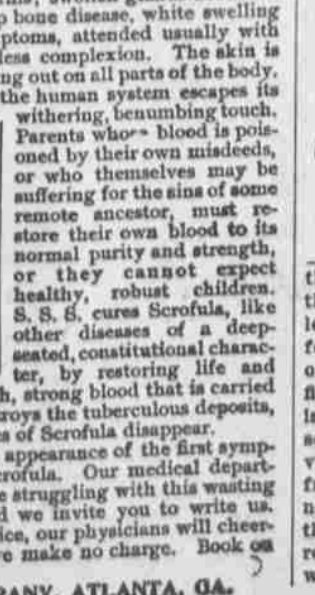 p bone disease, white swelling
ptoms, attended usually with
less complexion. The skin is
ng out on all parts of the body.
the human system escapes its
withering, benumbing touch.
Parents whose blood is pois-
oned by their own misdeeds,
or who themselves may be
suffering for the sins of some
remote ancestor, must re-
store their own blood to its
normal purity and strength,
or they cannot expect
healthy, robust children.
S. S. S. cures Scrofula, like
other diseases of a deep-
seated, constitutional charac-
ter, by restoring life and
h, strong blood that is carried
roys the tuberculous deposits,
s of Scrofula disappear.
appearance of the first symp-
crofula. Our medical depart-
e struggling with this wasting
d we invite you to write us.
ice, our physicians will cheer-
e make no charge. Book on
PANY, ATLANTA, GA.